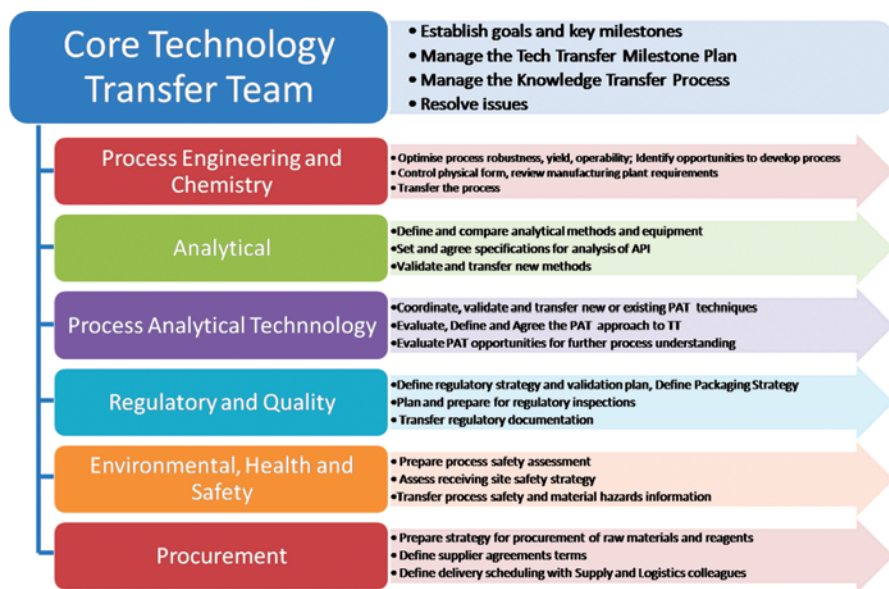 Core Technology
Transfer Team
• Establish goals and key milestones
• Manage the Tech Transfer Milestone Plan
• Manage the Knowledge Transfer Process
• Resolve issues
Process Engineering and
Chemistry
•Optimise process robustness, yield, operability; Identify opportunities to develop process
•Control physical form, review manufacturing plant requirements
•Transfer the process
Analytical
•Define and compare analytical methods and equipment
•Set and agree specifications for analysis of API
•Validate and transfer new methods
Process Analytical Technnology
•Coordinate, validate and transfer new or existing PAT techniques
•Evaluate, Define and Agree the PAT approach to TT
•Evaluate PAT opportunities for further process understanding
Regulatory and Quality
•Define regulatory strategy and validation plan, Define Packaging Strategy
•Plan and prepare for regulatory inspections
• Transfer regulatory documentation
Environmental, Health and
Safety
• Prepare process safety assessment
• Assess receiving site safety strategy
•Transfer process safety and material hazards information
Procurement
• Prepare strategy for procurement of raw materials and reagents
• Define supplier agreements terms
• Define delivery scheduling with Supply and Logistics colleagues